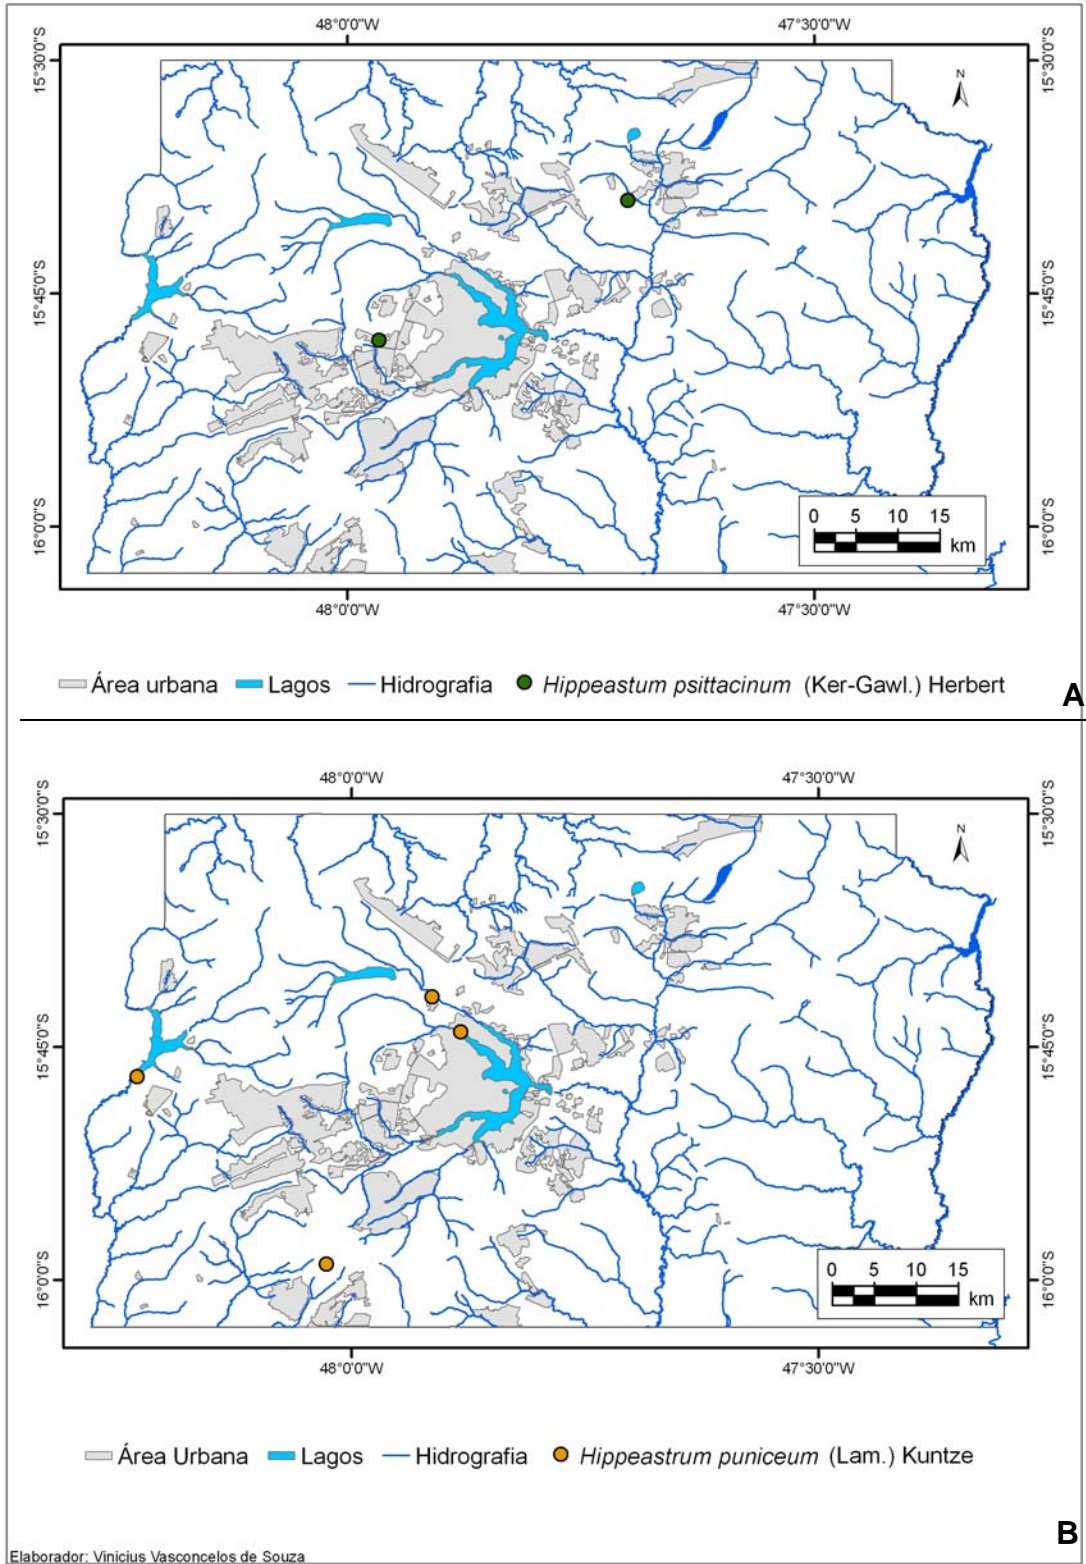 48°0'0"W 47°30'0"W
15°30'0"S 15°30'0"S
N
15°45'0"S 15°45'0"S
16°0'0"S 16°0'0"S
0 5 10 15
km
48°0'0"W 47°30'0"W
Área urbana Lagos Hidrografia Hippeastum psittacinum (Ker-Gawl.) Herbert
A
48°0'0"W 47°30'0"W
15°30'0"S 15°30'0"S
N
15°45'0"S 15°45'0"S
16°0'0"S 16°0'0"S
0 5 10 15
km
48°0'0"W 47°30'0"W
Área Urbana Lagos Hidrografia Hippeastrum puniceum (Lam.) Kuntze
B
Elaborador: Vinicius Vasconcelos de Souza